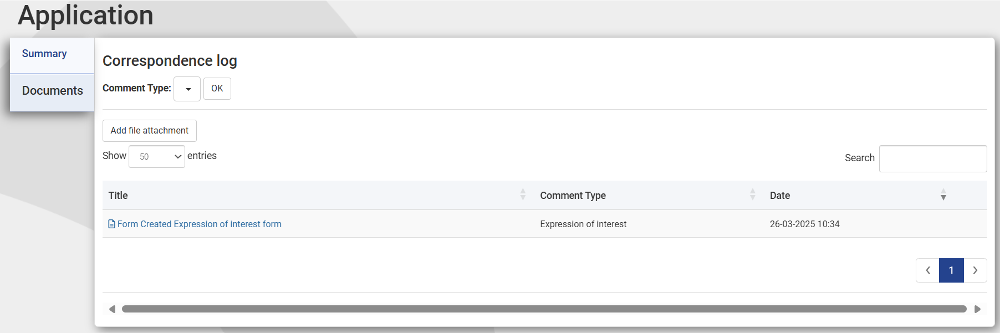 Application
Summary
Documents
Correspondence log
Comment Type: OK
Add file attachment
Show 50 entries
Search
Title Comment Type Date
Form Created Expression of interest form Expression of interest 26-03-2025 10:34
1